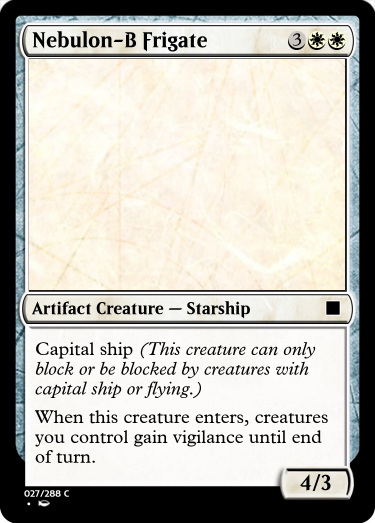 Nebulon-B Frigate 3
Artifact Creature — Starship
Capital ship (This creature can only
block or be blocked by creatures with
capital ship or flying.)
When this creature enters, creatures
you control gain vigilance until end
of turn.
4/3
027/288 C